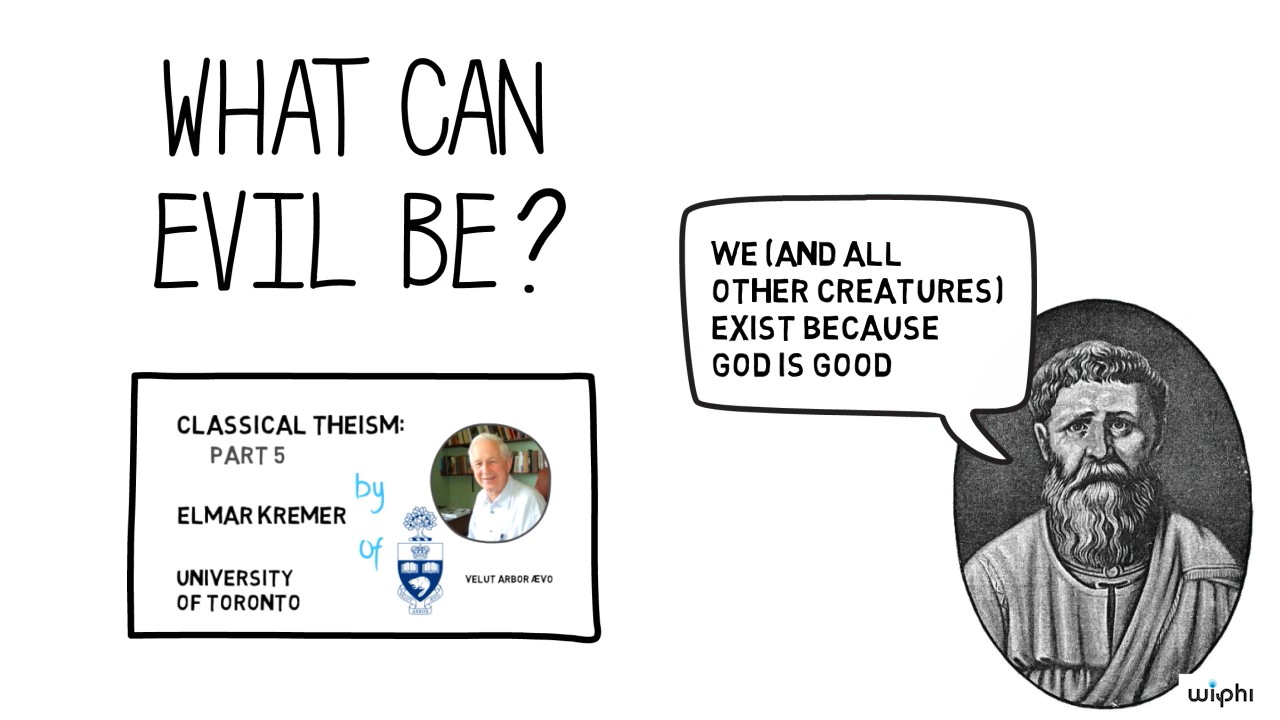 WHAT CAN
EVIL BE?
CLASSICAL THEISM:
PART 5
by
ELMAR KREMER
of
UNIVERSITY
OF TORONTO
VELUT ARBOR ÆVO
WE (AND ALL
OTHER CREATURES)
EXIST BECAUSE
GOD IS GOOD
wiphi